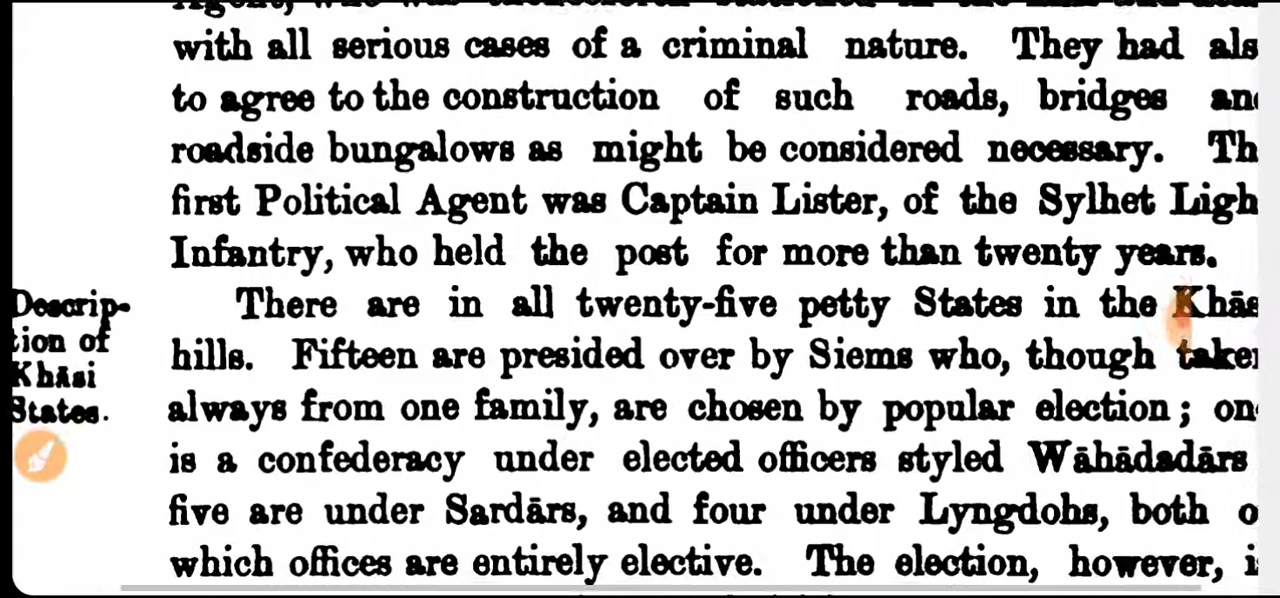 with all serious cases of a criminal nature. They had als
to agree to the construction of such roads, bridges an
roadside bungalows as might be considered necessary. Th
first Political Agent was Captain Lister, of the Sylhet Ligh
Infantry, who held the post for more than twenty years.
Descrip-
tion of
Khāsi
States.
There are in all twenty-five petty States in the Khās
hills. Fifteen are presided over by Siems who, though take
always from one family, are chosen by popular election; on
is a confederacy under elected officers styled Wāhādadārs
five are under Sardārs, and four under Lyngdohs, both o
which offices are entirely elective. The election, however, i